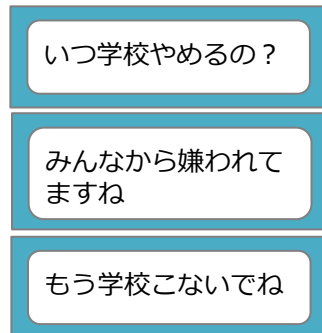 いつ学校やめるの？
みんなから嫌われて
ますね
もう学校こないでね